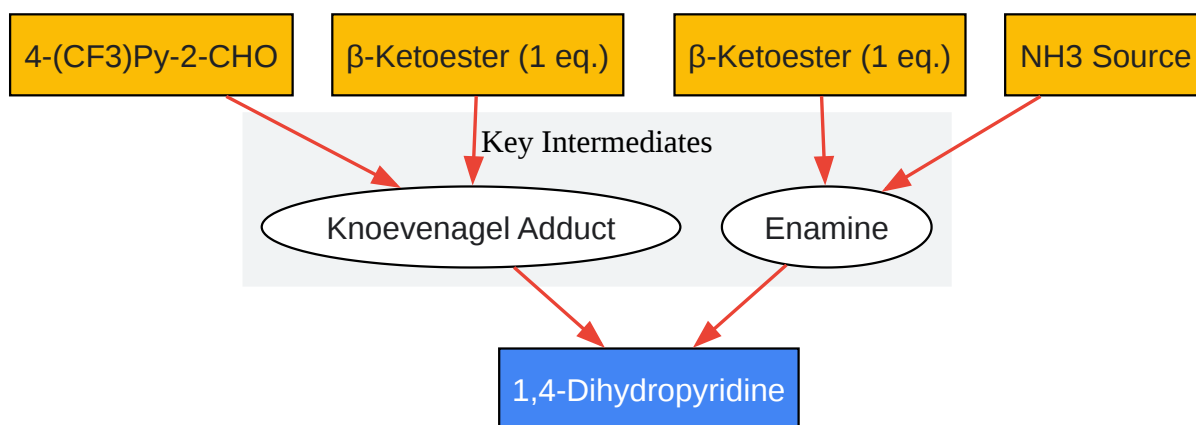 4-(CF3)Py-2-CHO
β-Ketoester (1 eq.)
β-Ketoester (1 eq.)
NH3 Source
Key Intermediates
Knoevenagel Adduct
Enamine
1,4-Dihydropyridine